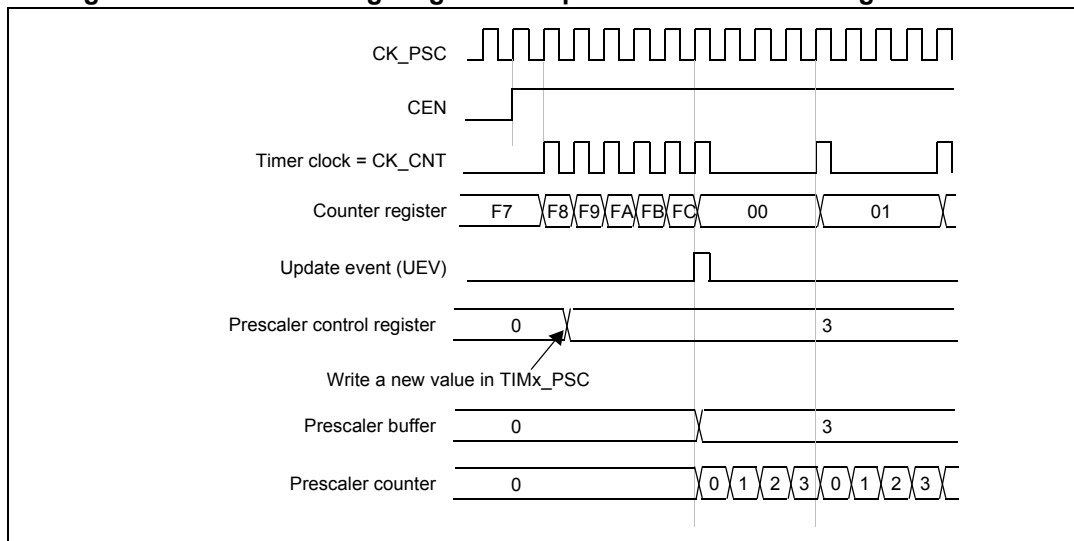 CK_PSC
CEN
Timer clock = CK_CNT
Counter register F7 F8 F9 FA FB FC 00 01
Update event (UEV)
Prescaler control register 0 3
Write a new value in TIMx_PSC
Prescaler buffer 0 3
Prescaler counter 0 0 1 2 3 0 1 2 3